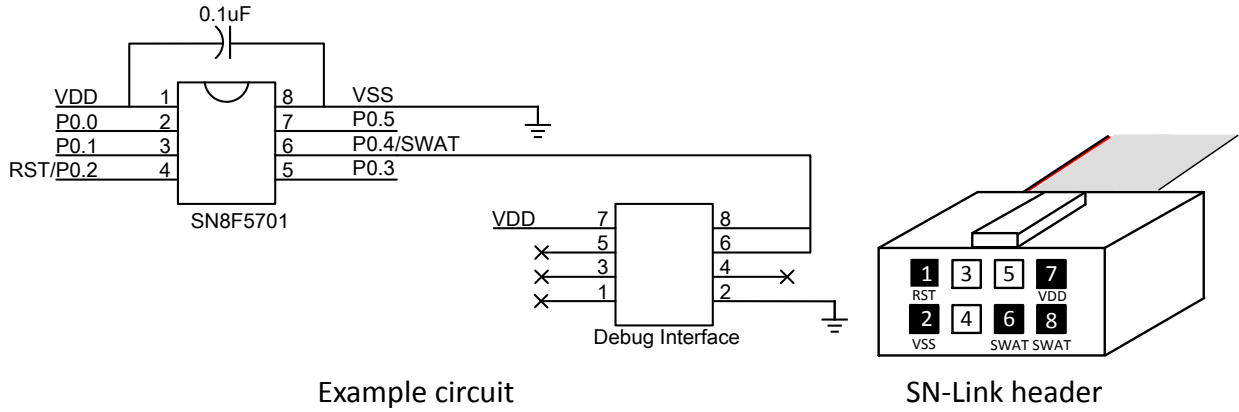 0.1uF
VDD 1 8 VSS
P0.0 2 7 P0.5
P0.1 3 6 P0.4/SWAT
RST/P0.2 4 5 P0.3
SN8F5701
VDD 7 8
5 6
3 4
1 2
Debug Interface
1 3 5 7
RST VDD
2 4 6 8
VSS SWAT SWAT
Example circuit
SN-Link header